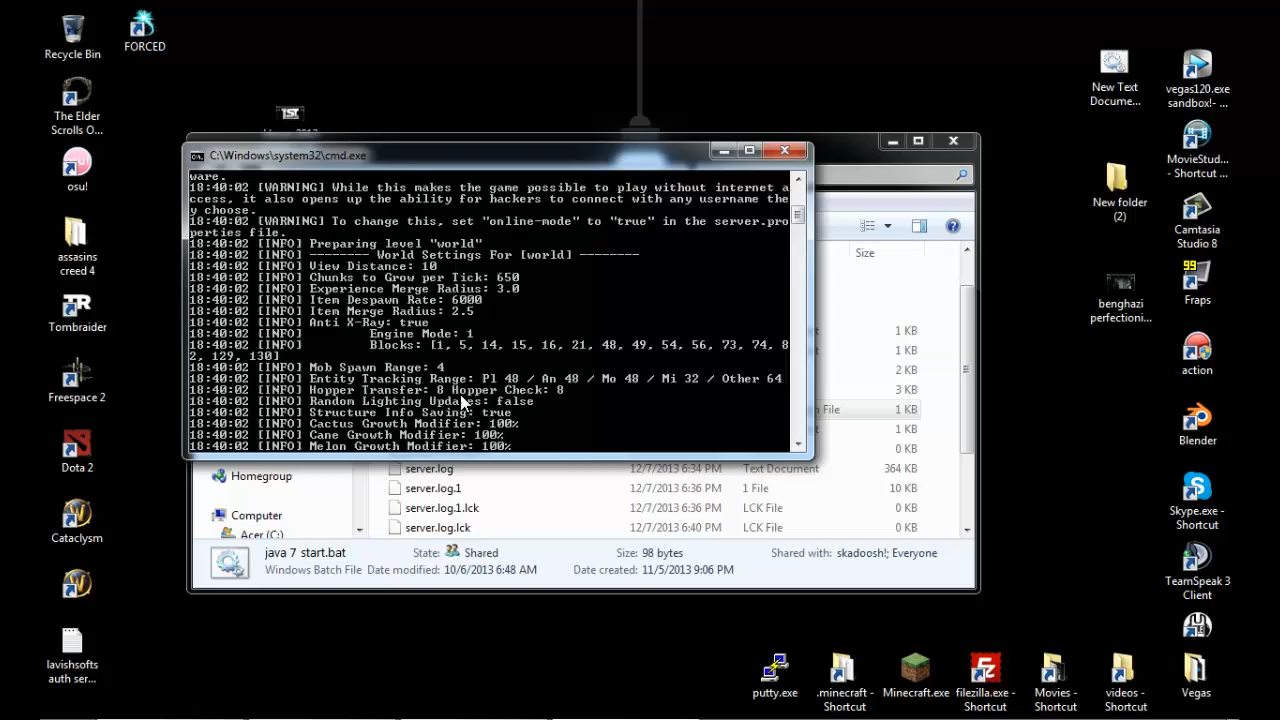 Recycle Bin
FORCED
The Elder
Scrolls O...
osu!
assasins
creed 4
Tombraider
Freespace 2
Dota 2
Cataclysm
lavishsofts
auth ser...
C:\Windows\system32\cmd.exe
ware.
18:40:02 [WARNING] While this makes the game possible to play without internet a
ccess, it also opens up the ability for hackers to connect with any username the
y choose.
18:40:02 [WARNING] To change this, set "online-mode" to "true" in the server.pro
perties file.
18:40:02 [INFO] Preparing level "world"
18:40:02 [INFO] -------- World Settings For [world] --------
18:40:02 [INFO] View Distance: 10
18:40:02 [INFO] Chunks to Grow per Tick: 650
18:40:02 [INFO] Experience Merge Radius: 3.0
18:40:02 [INFO] Item Despawn Rate: 6000
18:40:02 [INFO] Item Merge Radius: 2.5
18:40:02 [INFO] Anti X-Ray: true
18:40:02 [INFO] Engine Mode: 1
18:40:02 [INFO] Blocks: [1, 5, 14, 15, 16, 21, 48, 49, 54, 56, 73, 74, 8
2, 129, 130]
18:40:02 [INFO] Mob Spawn Range: 4
18:40:02 [INFO] Entity Tracking Range: Pl 48 / An 48 / Mo 48 / Mi 32 / Other 64
18:40:02 [INFO] Hopper Transfer: 8 Hopper Check: 8
18:40:02 [INFO] Random Lighting Updates: false
18:40:02 [INFO] Structure Info Saving: true
18:40:02 [INFO] Cactus Growth Modifier: 100%
18:40:02 [INFO] Cane Growth Modifier: 100%
18:40:02 [INFO] Melon Growth Modifier: 100%
Size
1 KB
1 KB
2 KB
3 KB
File 1 KB
1 KB
0 KB
server.log 12/7/2013 6:34 PM Text Document 364 KB
server.log.1 12/7/2013 6:36 PM 1 File 10 KB
server.log.1.lck 12/7/2013 6:36 PM LCK File 0 KB
server.log.lck 12/7/2013 6:40 PM LCK File 0 KB
Homegroup
Computer
Acer (C:)
java 7 start.bat State: Shared Size: 98 bytes Shared with: skadoosh!; Everyone
Windows Batch File Date modified: 10/6/2013 6:48 AM Date created: 11/5/2013 9:06 PM
New Text
Docume...
vegas120.exe
sandbox!- ...
MovieStud...
- Shortcut
New folder
(2)
Camtasia
Studio 8
benghazi
perfectioni...
99
Fraps
action
Blender
Skype.exe -
Shortcut
TeamSpeak 3
Client
putty.exe
.minecraft -
Shortcut
Minecraft.exe
filezilla.exe -
Shortcut
Movies -
Shortcut
videos -
Shortcut
Vegas